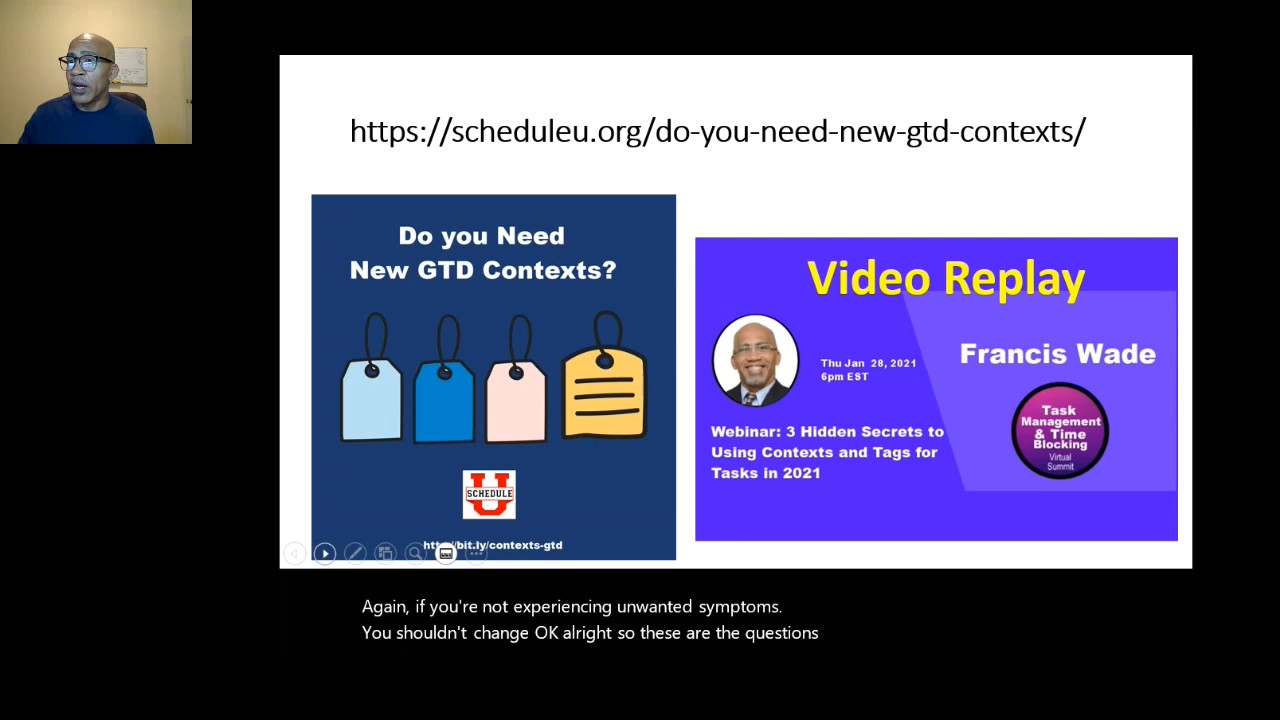 https://scheduleu.org/do-you-need-new-gtd-contexts/
Do you Need
New GTD Contexts?
SCHEDULE
U
http://bit.ly/contexts-gtd
Video Replay
Thu Jan 28, 2021
6pm EST
Francis Wade
Webinar: 3 Hidden Secrets to
Using Contexts and Tags for
Tasks in 2021
Task
Management
& Time
Blocking
Virtual
Summit
Again, if you're not experiencing unwanted symptoms.
You shouldn't change OK alright so these are the questions